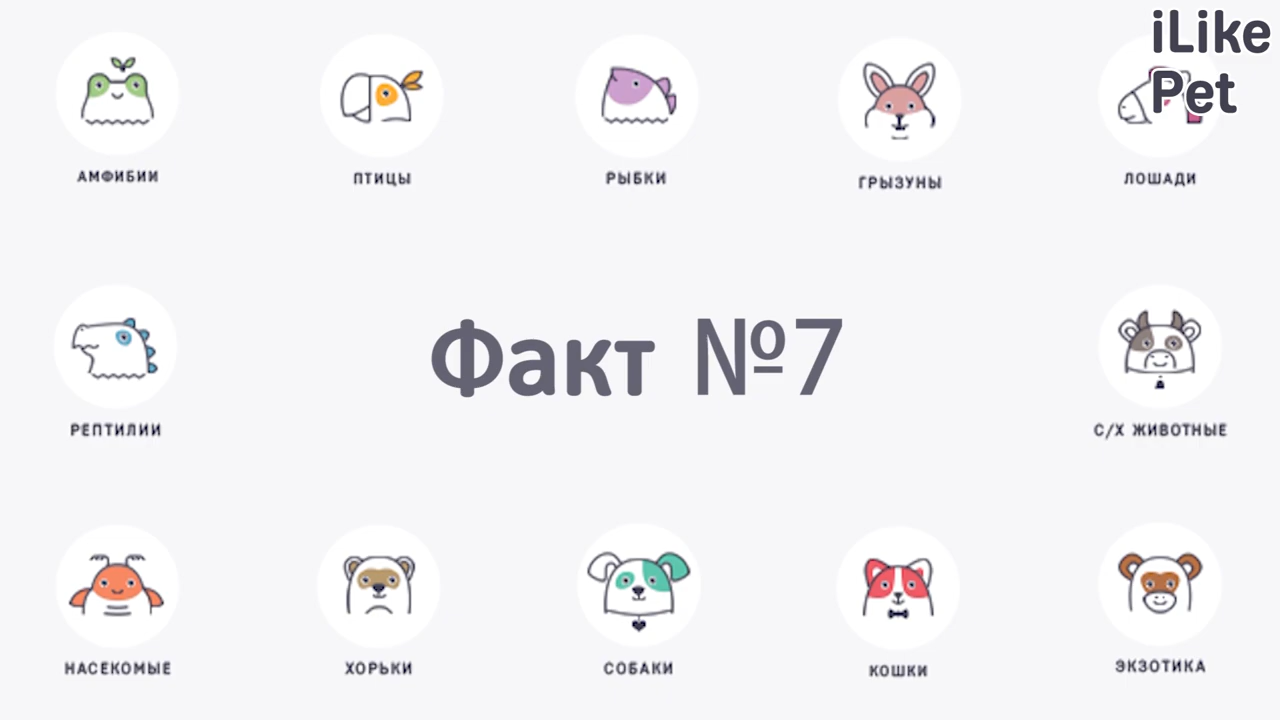 iLike
Pet
АМФИБИИ
ПТИЦЫ
РЫБКИ
ГРЫЗУНЫ
ЛОШАДИ
РЕПТИЛИИ
Факт №7
С/Х ЖИВОТНЫЕ
НАСЕКОМЫЕ
ХОРЬКИ
СОБАКИ
КОШКИ
ЭКЗОТИКА